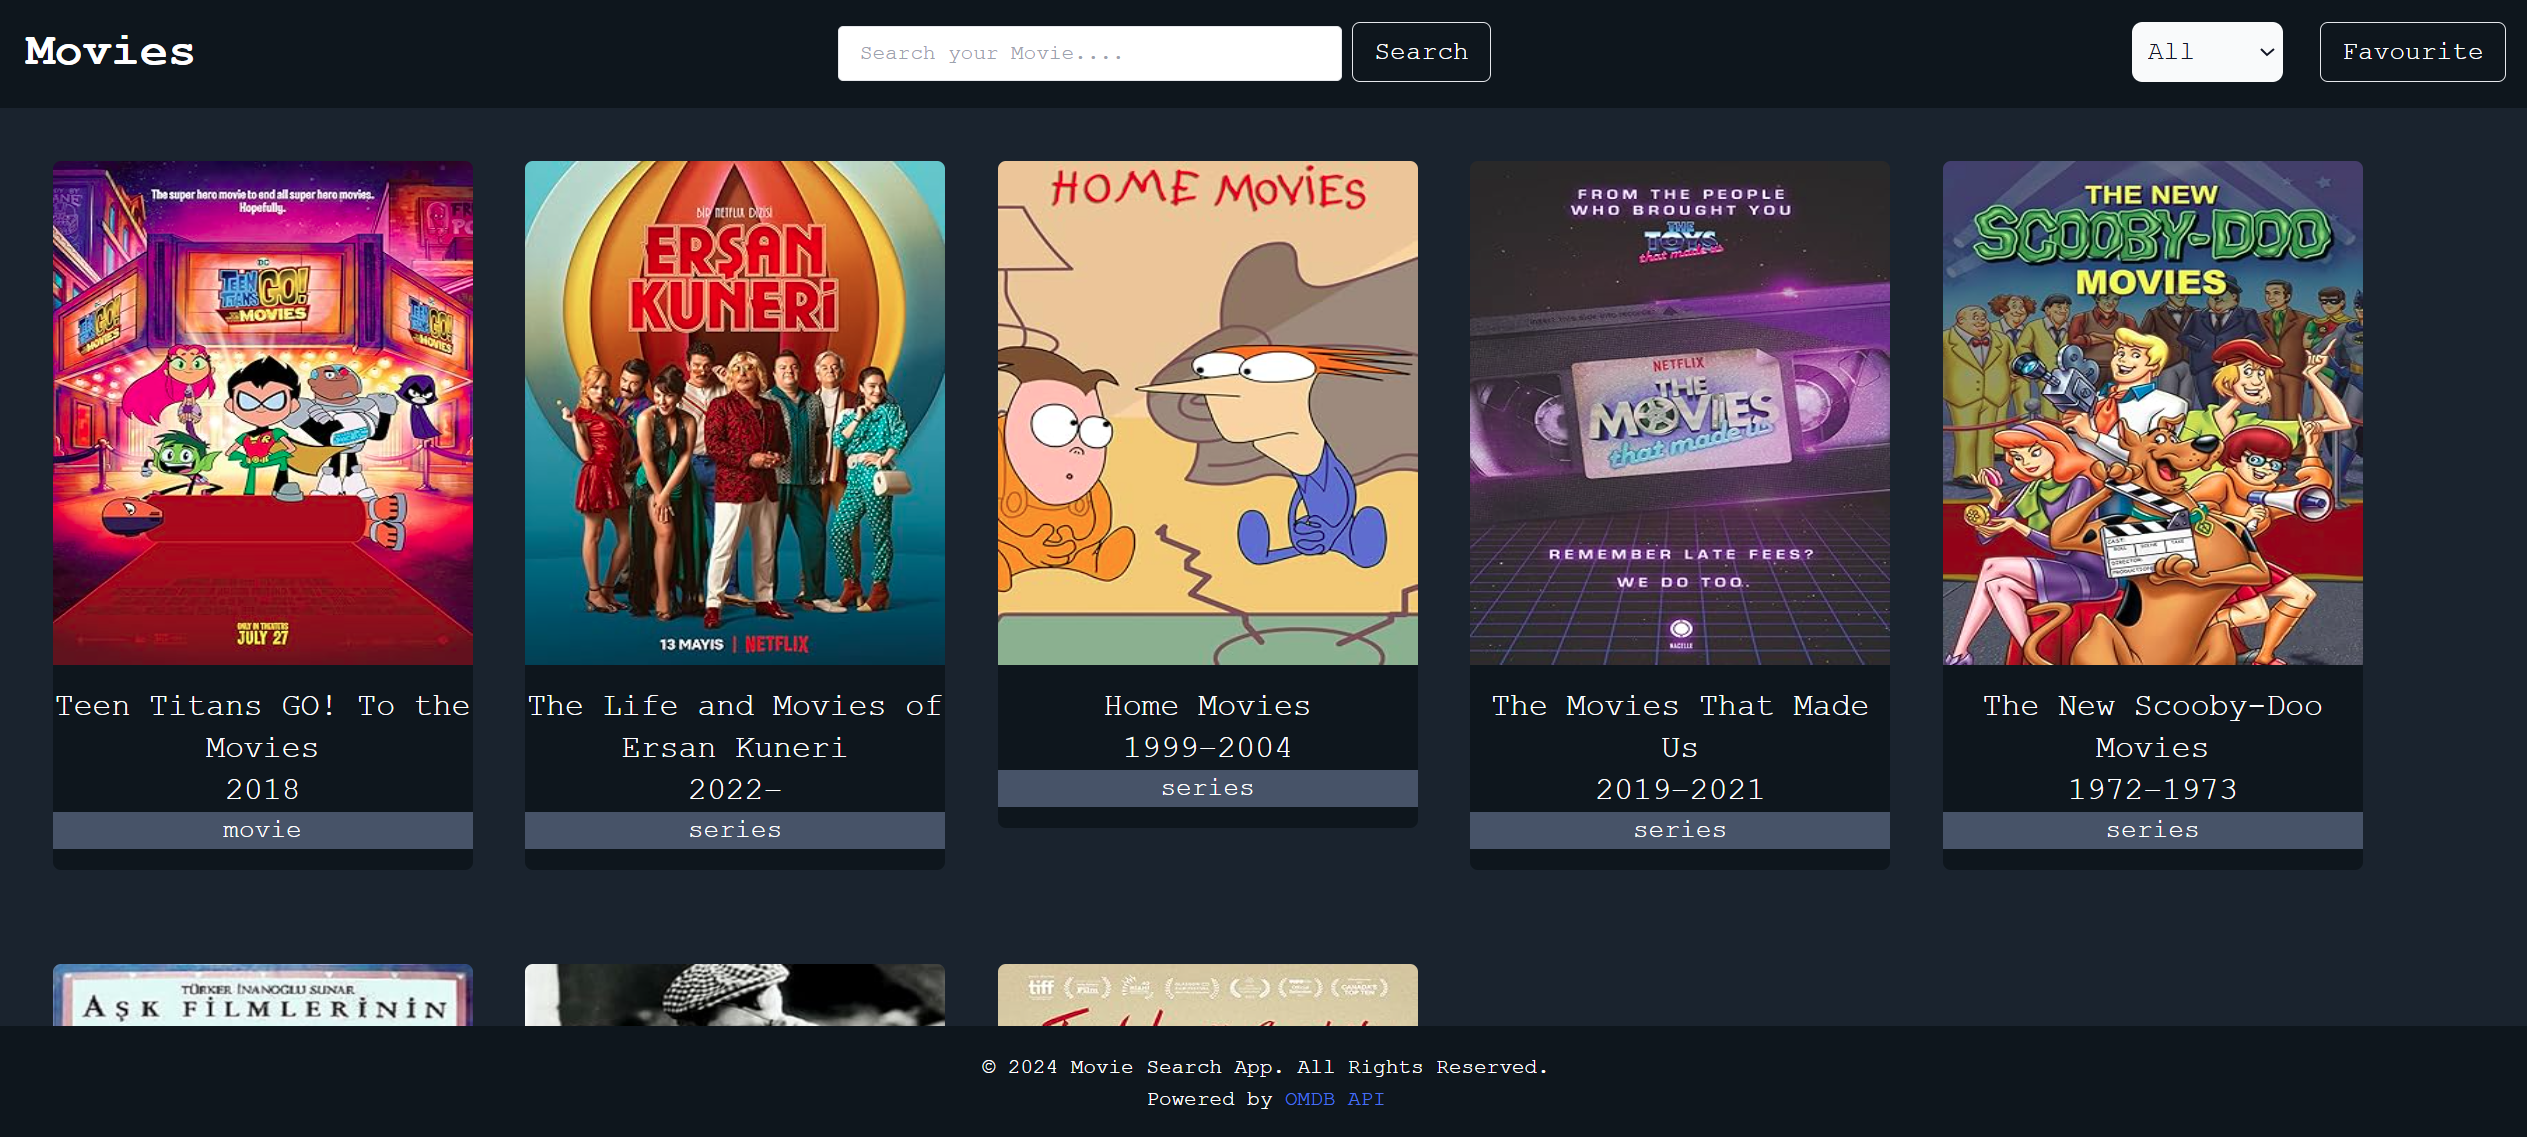 Movies
Search your Movie....
Search
All
Favourite
The super hero movie to end all super hero movies.
Hopefully.
DC
TEEN TITANS GO!
TO THE MOVIES
ONLY IN THEATERS
JULY 27
Teen Titans GO! To the
Movies
2018
movie
BİR NETFLIX DİZİSİ
ERŞAN
KUNERİ
13 MAYIS | NETFLIX
The Life and Movies of
Ersan Kuneri
2022–
series
HOME MOVIES
Home Movies
1999–2004
series
FROM THE PEOPLE
WHO BROUGHT YOU
THE
TOYS
that made us
NETFLIX
THE
MOVIES
that made us
REMEMBER LATE FEES?
WE DO TOO.
NACELLE
The Movies That Made
Us
2019–2021
series
THE NEW
SCOOBY-DOO
MOVIES
The New Scooby-Doo
Movies
1972–1973
series
TÜRKER İNANOĞLU SUNAR
AŞK FİLMLERİNİN
tiff
© 2024 Movie Search App. All Rights Reserved.
Powered by OMDB API